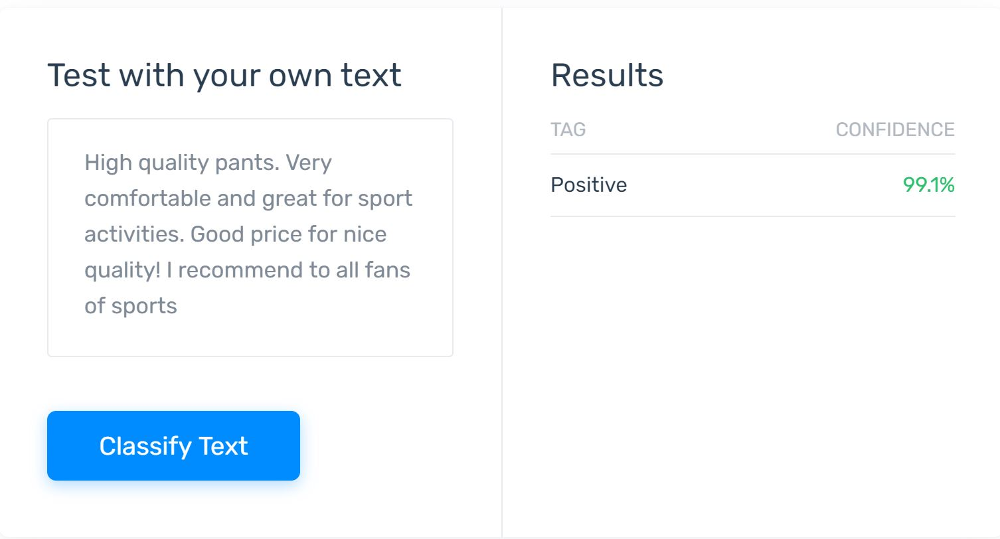 Test with your own text
High quality pants. Very
comfortable and great for sport
activities. Good price for nice
quality! I recommend to all fans
of sports
Classify Text
Results
TAG CONFIDENCE
Positive 99.1%